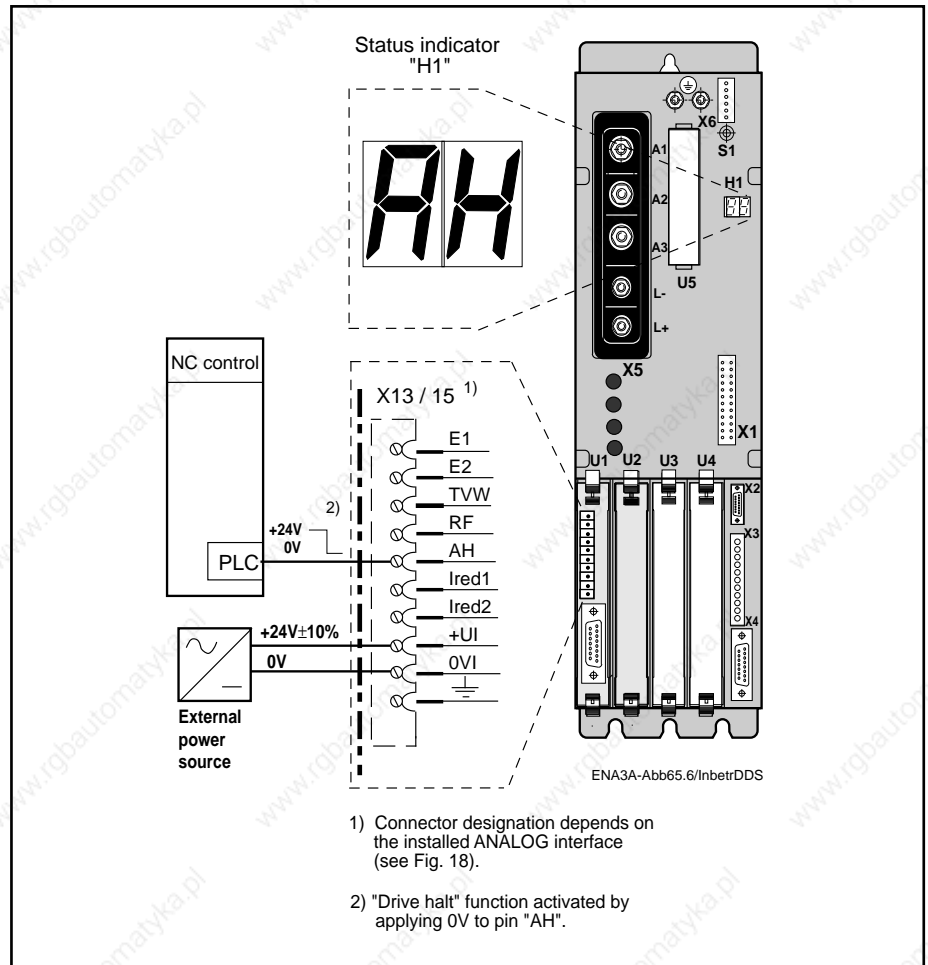 Status indicator
"H1"
AH
X6
S1
A1
H1
A2
A3
U5
L-
L+
X5
X1
NC control
PLC
X13 / 15 1)
E1
E2
TVW
RF
AH
Ired1
Ired2
+UI
0VI
2)
+24V
0V
+24V±10%
0V
External
power
source
U1 U2 U3 U4
X2
X3
X4
ENA3A-Abb65.6/InbetrDDS
1) Connector designation depends on
the installed ANALOG interface
(see Fig. 18).
2) "Drive halt" function activated by
applying 0V to pin "AH".
www.rgbautomatyka.pl